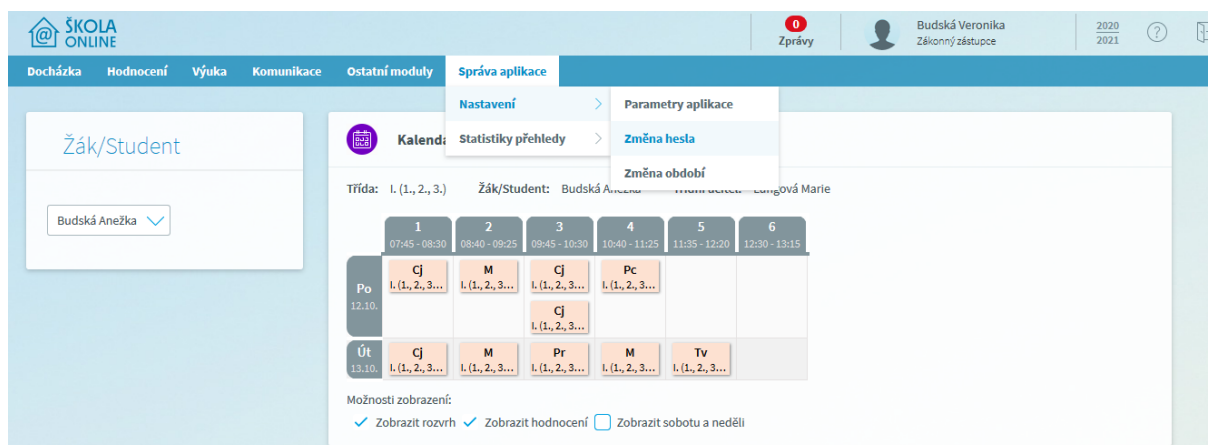 ŠKOLA
ONLINE
0
Zprávy
Budská Veronika
Zákonný zástupce
2020
2021
?
Docházka Hodnocení Výuka Komunikace Ostatní moduly Správa aplikace
Nastavení
Statistiky přehledy
Parametry aplikace
Změna hesla
Změna období
Žák/Student
Budská Anežka
Třída: I. (1., 2., 3.) Žák/Student: Budská Marie
1 2 3 4 5 6
07:45 - 08:30 08:40 - 09:25 09:45 - 10:30 10:40 - 11:25 11:35 - 12:20 12:30 - 13:15
Po
12.10.
Cj M Cj Pc
I. (1., 2., 3... I. (1., 2., 3... I. (1., 2., 3... I. (1., 2., 3...
Cj
I. (1., 2., 3...
Út
13.10.
Cj M Pr M Tv
I. (1., 2., 3... I. (1., 2., 3... I. (1., 2., 3... I. (1., 2., 3... I. (1., 2., 3...
Možnosti zobrazení:
Zobrazit rozvrh Zobrazit hodnocení Zobrazit sobotu a neděli